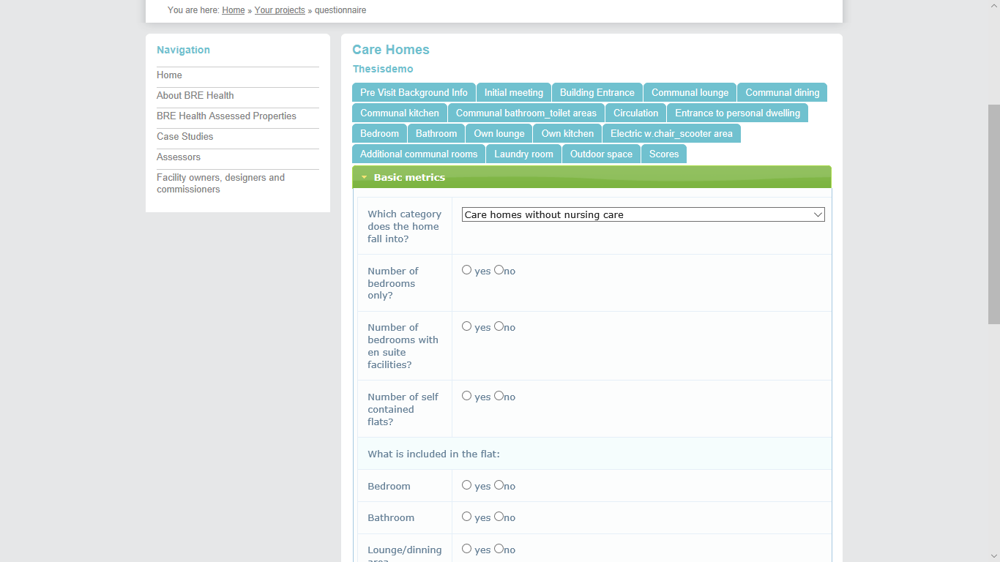 You are here: Home » Your projects » questionnaire
Navigation
Home
About BRE Health
BRE Health Assessed Properties
Case Studies
Assessors
Facility owners, designers and
commissioners
Care Homes
Thesisdemo
Pre Visit Background Info Initial meeting Building Entrance Communal lounge Communal dining
Communal kitchen Communal bathroom_toilet areas Circulation Entrance to personal dwelling
Bedroom Bathroom Own lounge Own kitchen Electric w.chair_scooter area
Additional communal rooms Laundry room Outdoor space Scores
Basic metrics
Which category
does the home
fall into?
Care homes without nursing care
Number of
bedrooms
only?
yes no
Number of
bedrooms with
en suite
facilities?
yes no
Number of self
contained
flats?
yes no
What is included in the flat:
Bedroom
yes no
Bathroom
yes no
Lounge/dinning
yes no